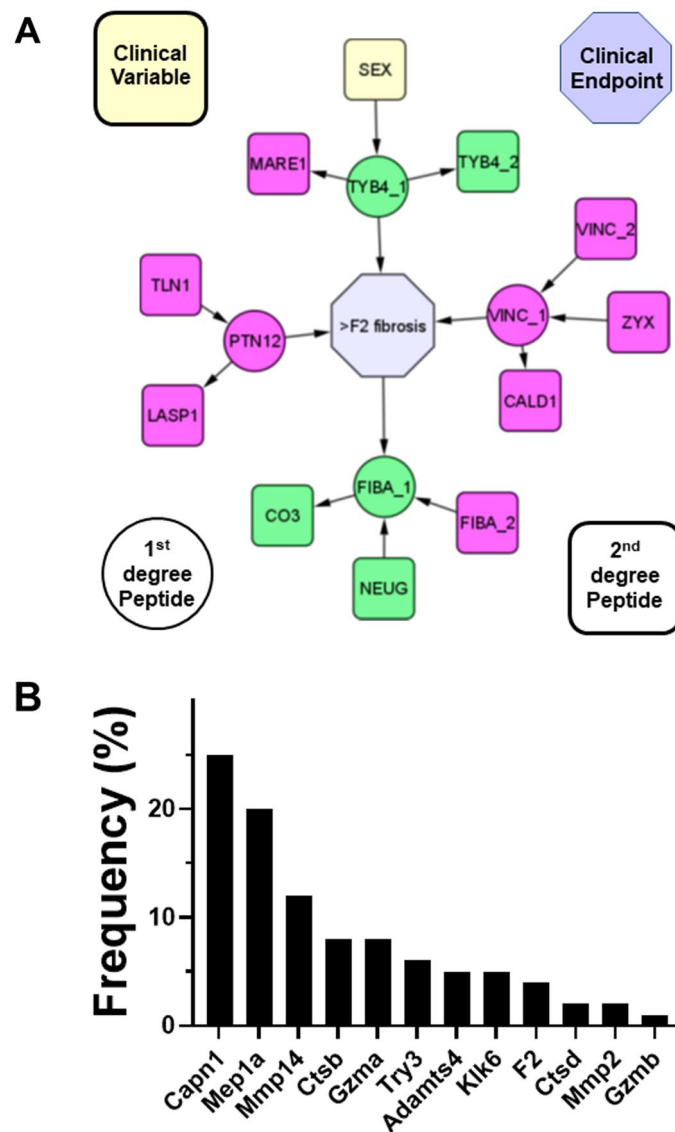 A
Clinical
Variable
Clinical
Endpoint
SEX
MARE1
TYB4_1
TYB4_2
VINC_2
TLN1
PTN12
>F2 fibrosis
VINC_1
ZYX
LASP1
CALD1
FIBA_1
CO3
FIBA_2
NEUG
1st
degree
Peptide
2nd
degree
Peptide
B
Frequency (%)
20
10
0
Capn1
Mep1a
Mmp14
Ctsb
Gzma
Try3
Adamts4
Klk6
F2
Ctsd
Mmp2
Gzmb